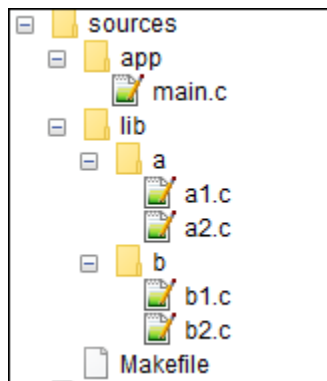 sources
app
main.c
lib
a
a1.c
a2.c
b
b1.c
b2.c
Makefile